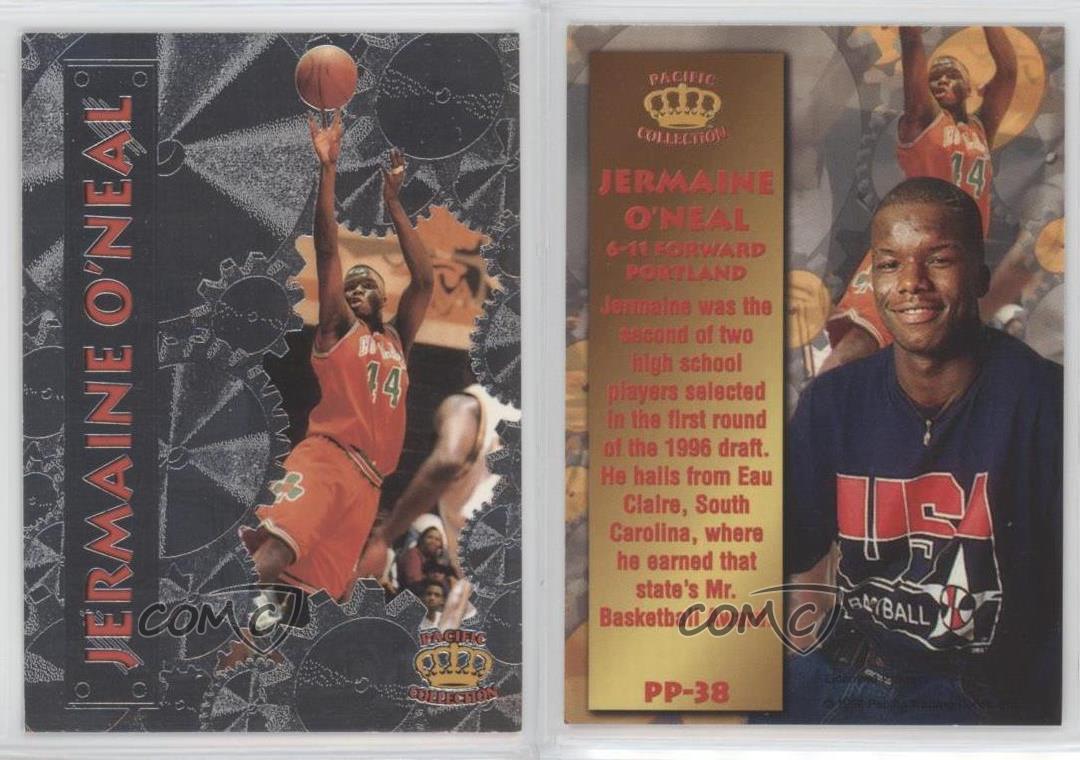 JERMAINE O'NEAL
44
PACIFIC
COLLECTION
COMC
PACIFIC
COLLECTION
JERMAINE
O'NEAL
6-11 FORWARD
PORTLAND
Jermaine was the
second of two
high school
players selected
in the first round
of the 1996 draft.
He hails from Eau
Claire, South
Carolina, where
he earned that
state's Mr.
Basketball
PP-38
44
USA
BALL
COMC